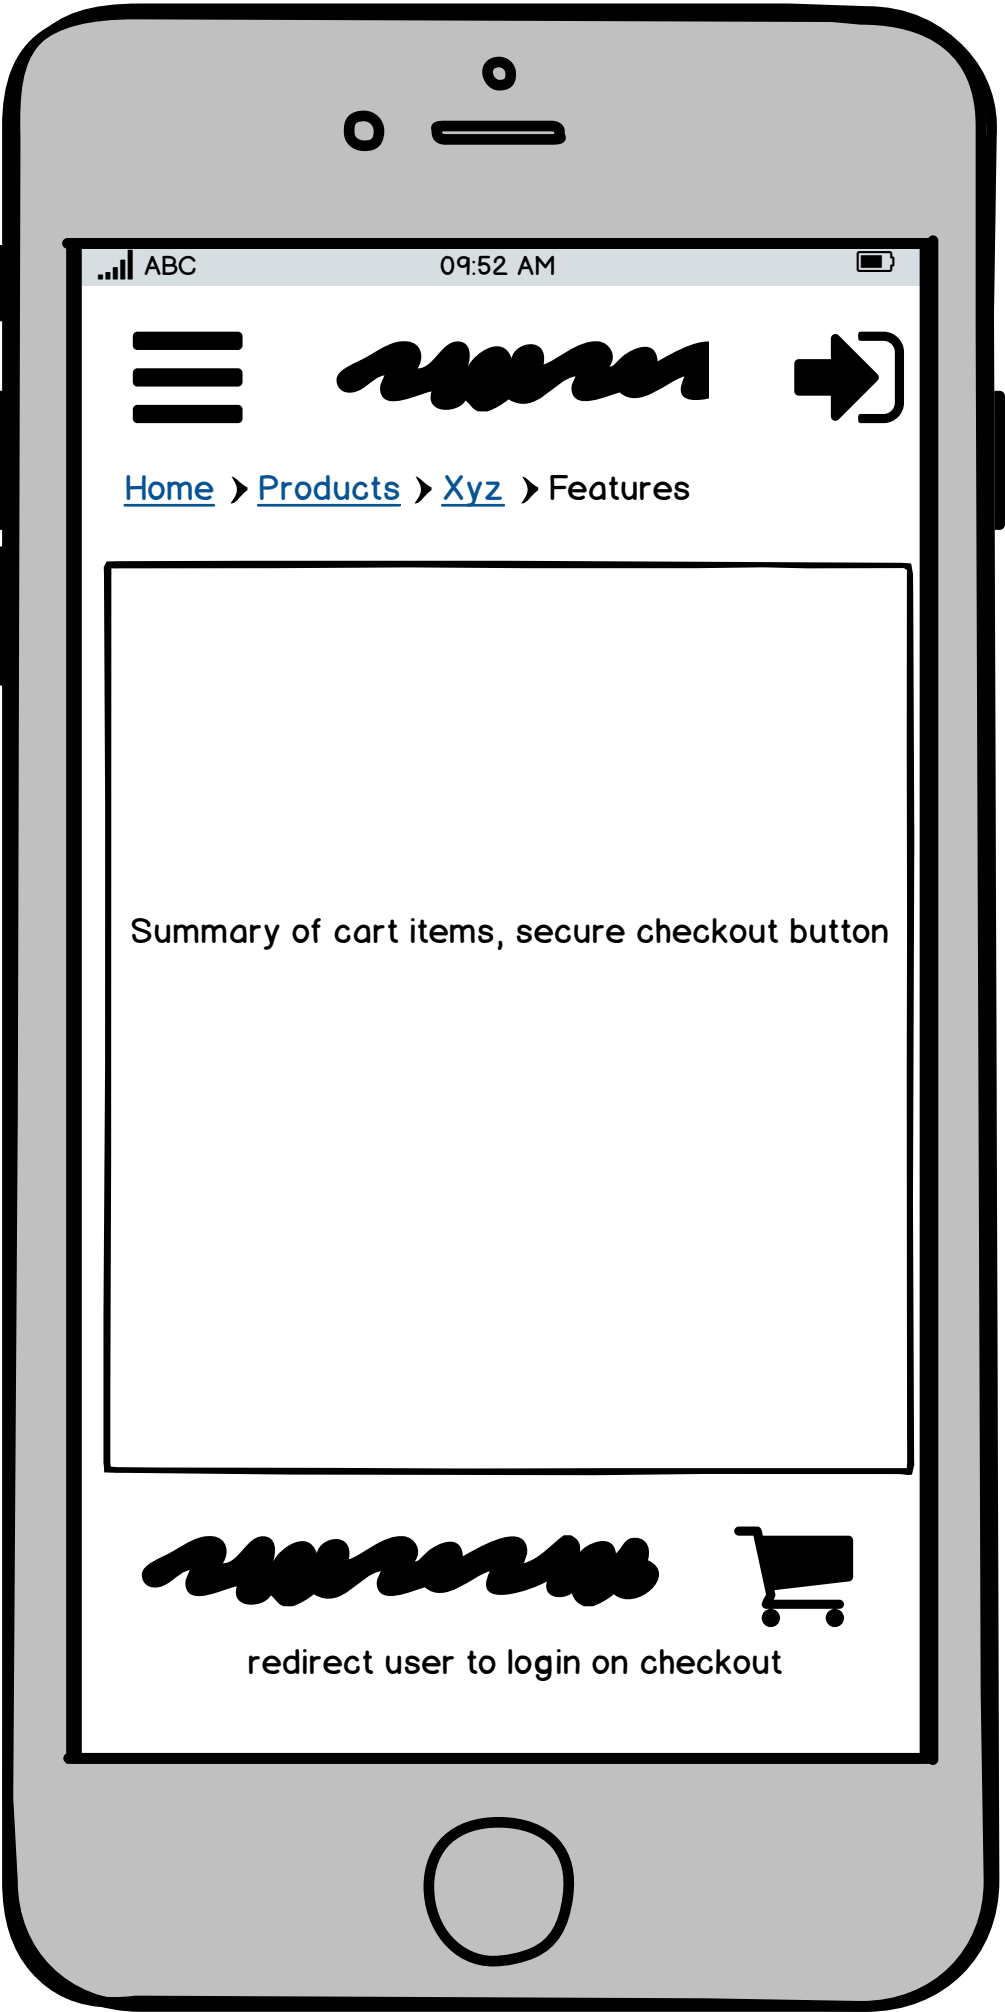 ABC 09:52 AM
Home Products Xyz Features
Summary of cart items, secure checkout button
redirect user to login on checkout